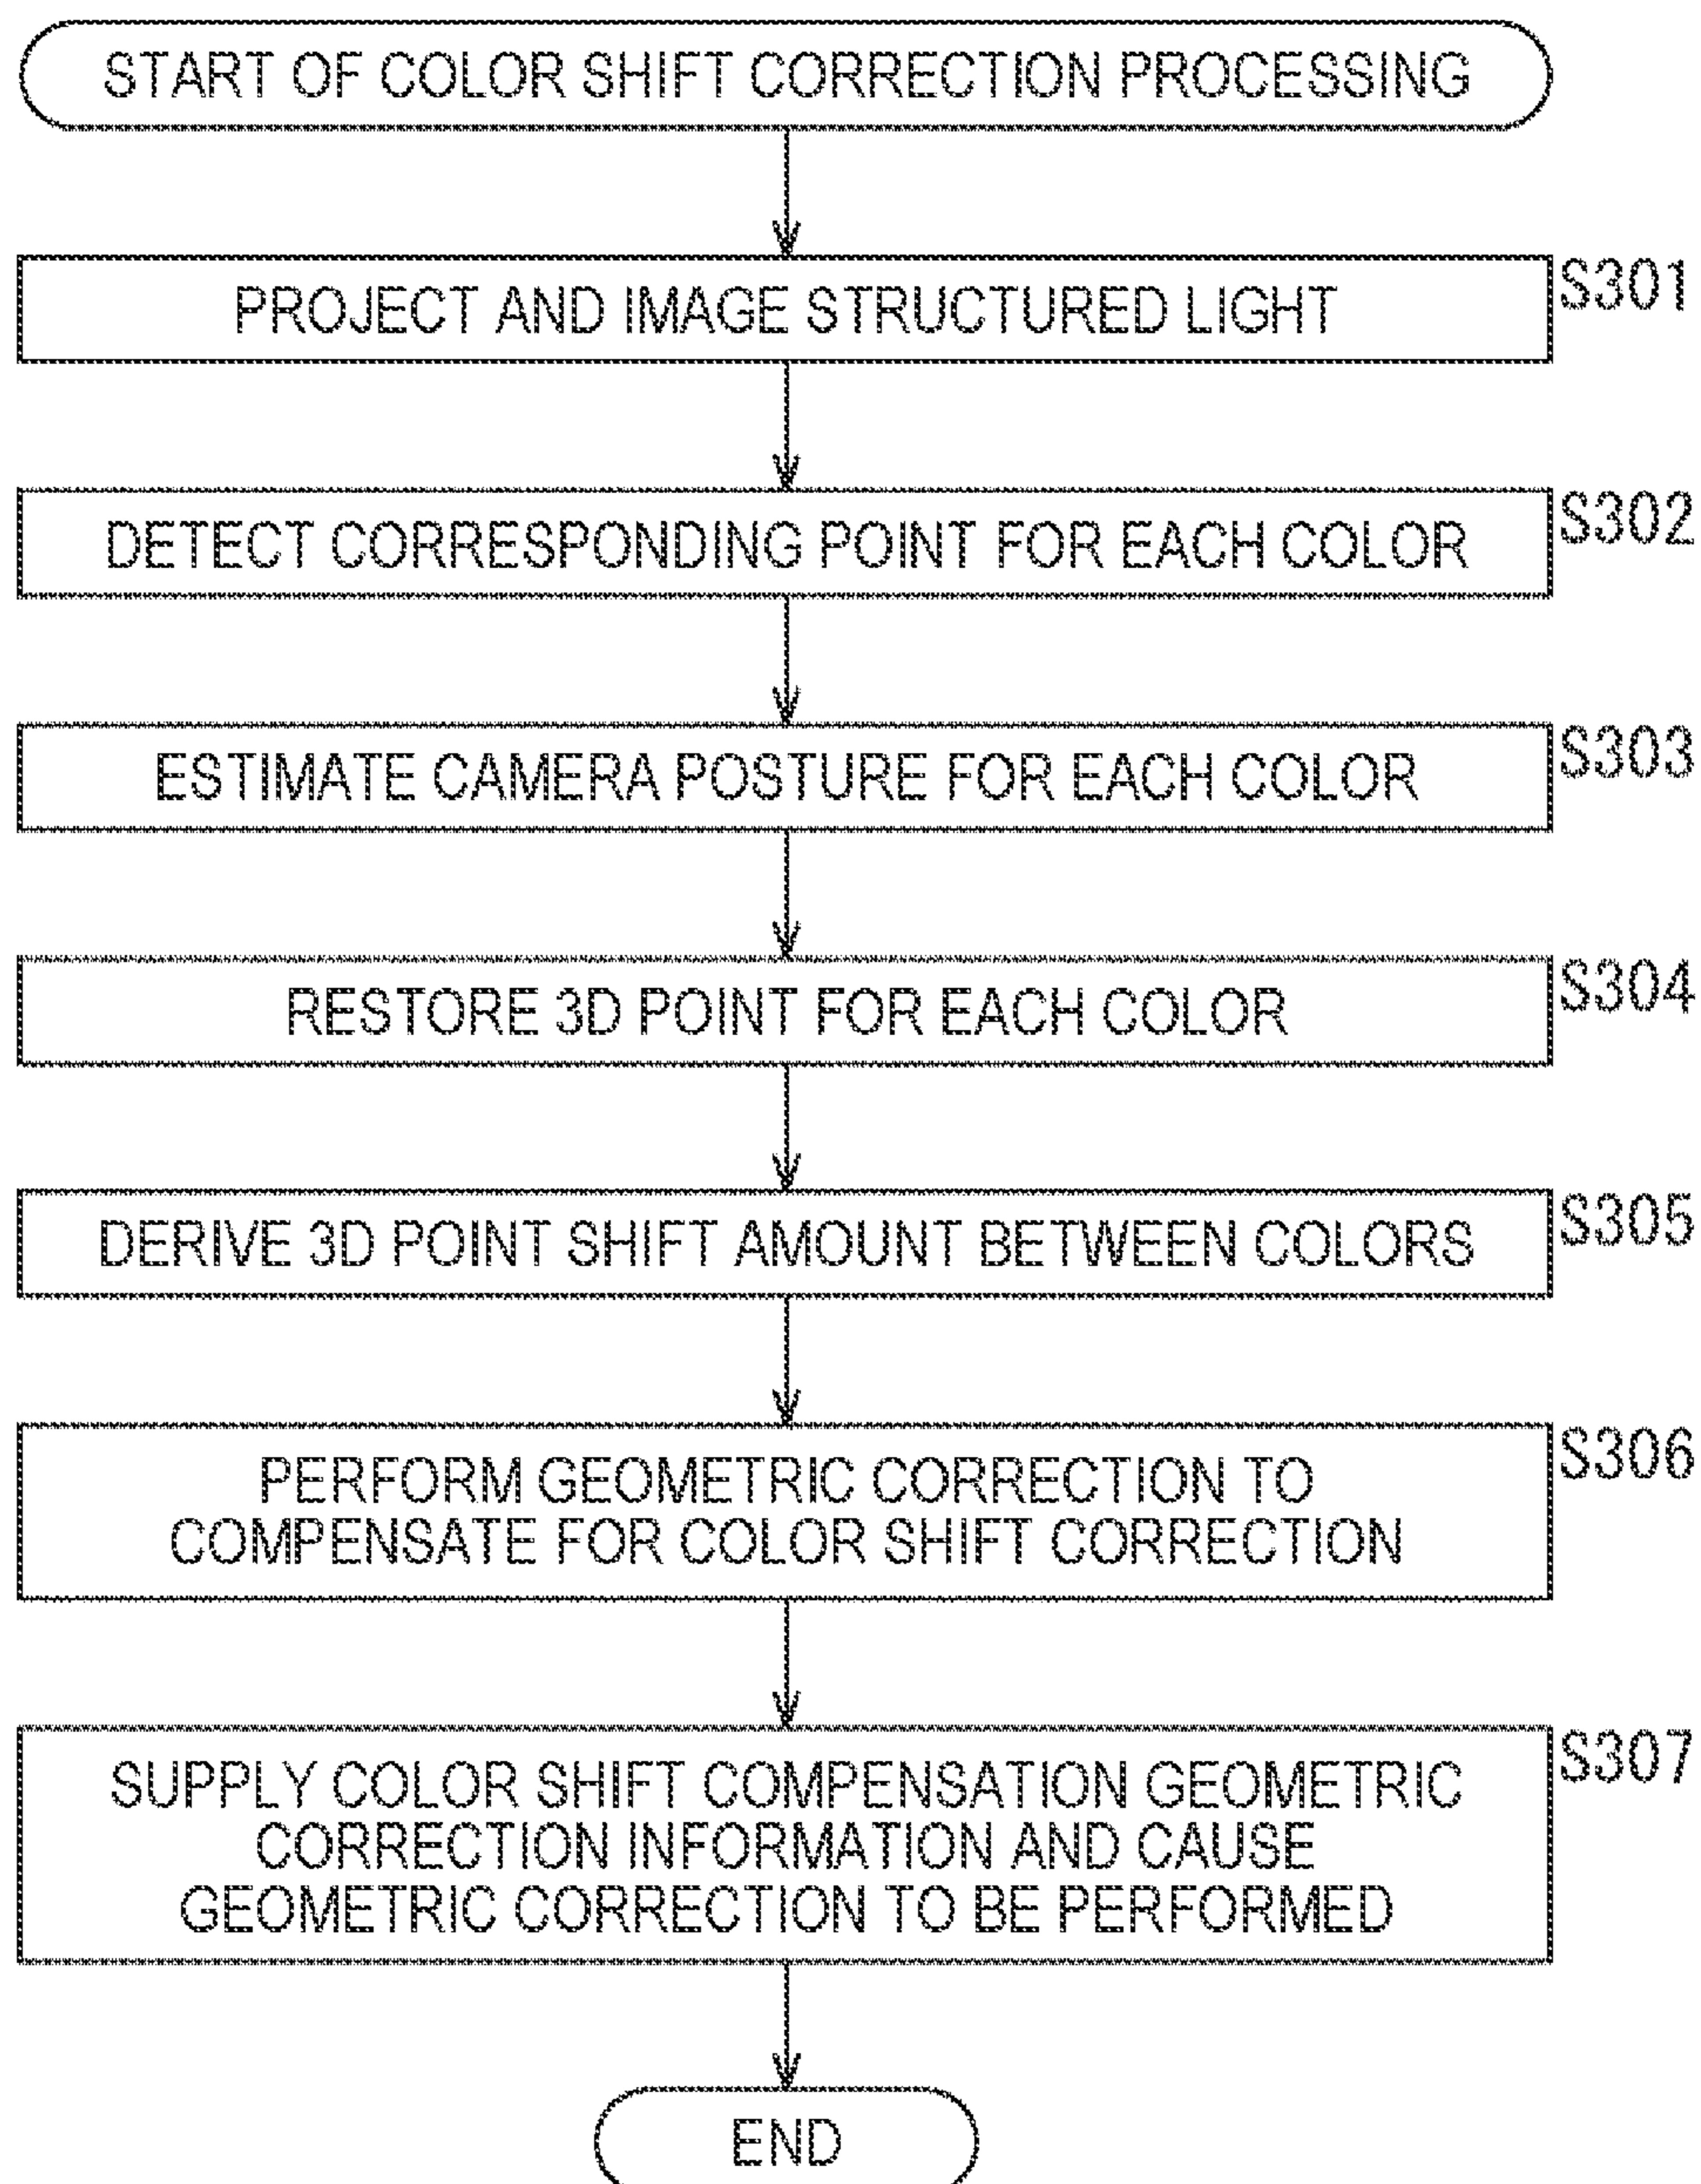 START OF COLOR SHIFT CORRECTION PROCESSING
PROJECT AND IMAGE STRUCTURED LIGHT
S301
DETECT CORRESPONDING POINT FOR EACH COLOR
S302
ESTIMATE CAMERA POSTURE FOR EACH COLOR
S303
RESTORE 3D POINT FOR EACH COLOR
S304
DERIVE 3D POINT SHIFT AMOUNT BETWEEN COLORS
S305
PERFORM GEOMETRIC CORRECTION TO
COMPENSATE FOR COLOR SHIFT CORRECTION
S306
SUPPLY COLOR SHIFT COMPENSATION GEOMETRIC
CORRECTION INFORMATION AND CAUSE
GEOMETRIC CORRECTION TO BE PERFORMED
S307
END